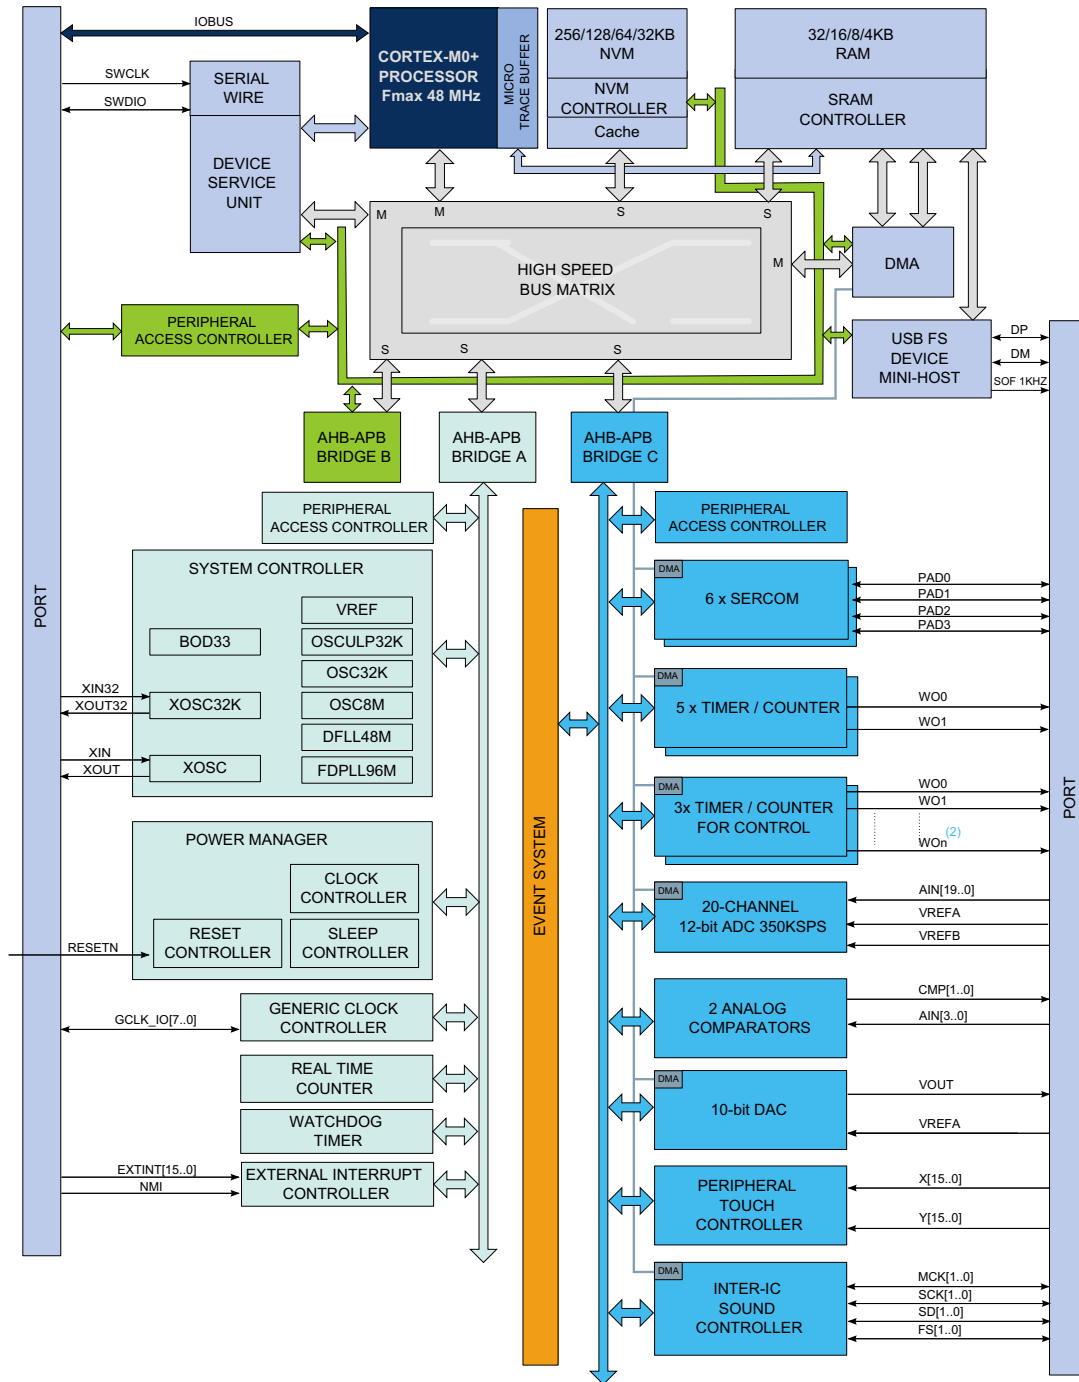 IOBUS
PORT
SWCLK
SWDIO
SERIAL
WIRE
DEVICE
SERVICE
UNIT
CORTEX-M0+
PROCESSOR
Fmax 48 MHz
MICRO
TRACE BUFFER
256/128/64/32KB
NVM
NVM
CONTROLLER
Cache
32/16/8/4KB
RAM
SRAM
CONTROLLER
M
M
S
S
M
HIGH SPEED
BUS MATRIX
S
S
S
DMA
PERIPHERAL
ACCESS CONTROLLER
USB FS
DEVICE
MINI-HOST
DP
DM
SOF 1KHZ
AHB-APB
BRIDGE B
AHB-APB
BRIDGE A
AHB-APB
BRIDGE C
PERIPHERAL
ACCESS CONTROLLER
SYSTEM CONTROLLER
VREF
BOD33
OSCULP32K
OSC32K
XIN32
XOUT32
XOSC32K
OSC8M
DFLL48M
XIN
XOUT
XOSC
FDPLL96M
POWER MANAGER
CLOCK
CONTROLLER
RESETN
RESET
CONTROLLER
SLEEP
CONTROLLER
GCLK_IO[7..0]
GENERIC CLOCK
CONTROLLER
REAL TIME
COUNTER
WATCHDOG
TIMER
EXTINT[15..0]
NMI
EXTERNAL INTERRUPT
CONTROLLER
EVENT SYSTEM
PERIPHERAL
ACCESS CONTROLLER
DMA
6 x SERCOM
PAD0
PAD1
PAD2
PAD3
DMA
5 x TIMER / COUNTER
WO0
WO1
DMA
3x TIMER / COUNTER
FOR CONTROL
WO0
WO1
(2)
WOn
DMA
20-CHANNEL
12-bit ADC 350KSPS
AIN[19..0]
VREFA
VREFB
2 ANALOG
COMPARATORS
CMP[1..0]
AIN[3..0]
DMA
10-bit DAC
VOUT
VREFA
PERIPHERAL
TOUCH
CONTROLLER
X[15..0]
Y[15..0]
DMA
INTER-IC
SOUND
CONTROLLER
MCK[1..0]
SCK[1..0]
SD[1..0]
FS[1..0]
PORT